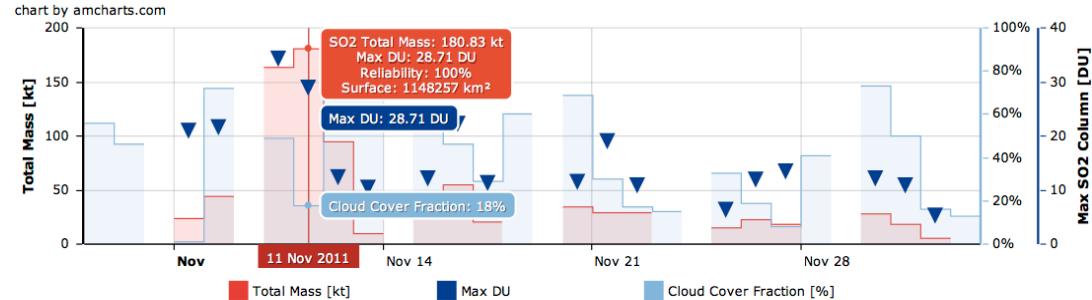 chart by amcharts.com
200
150
100
50
0
Total Mass [kt]
SO2 Total Mass: 180.83 kt
Max DU: 28.71 DU
Reliability: 100%
Surface: 1148257 km²
Max DU: 28.71 DU
Cloud Cover Fraction: 18%
100%
80%
60%
40%
20%
0%
40
30
20
10
0
Max SO2 Column [DU]
Nov
11 Nov 2011
Nov 14
Nov 21
Nov 28
Total Mass [kt]
Max DU
Cloud Cover Fraction [%]